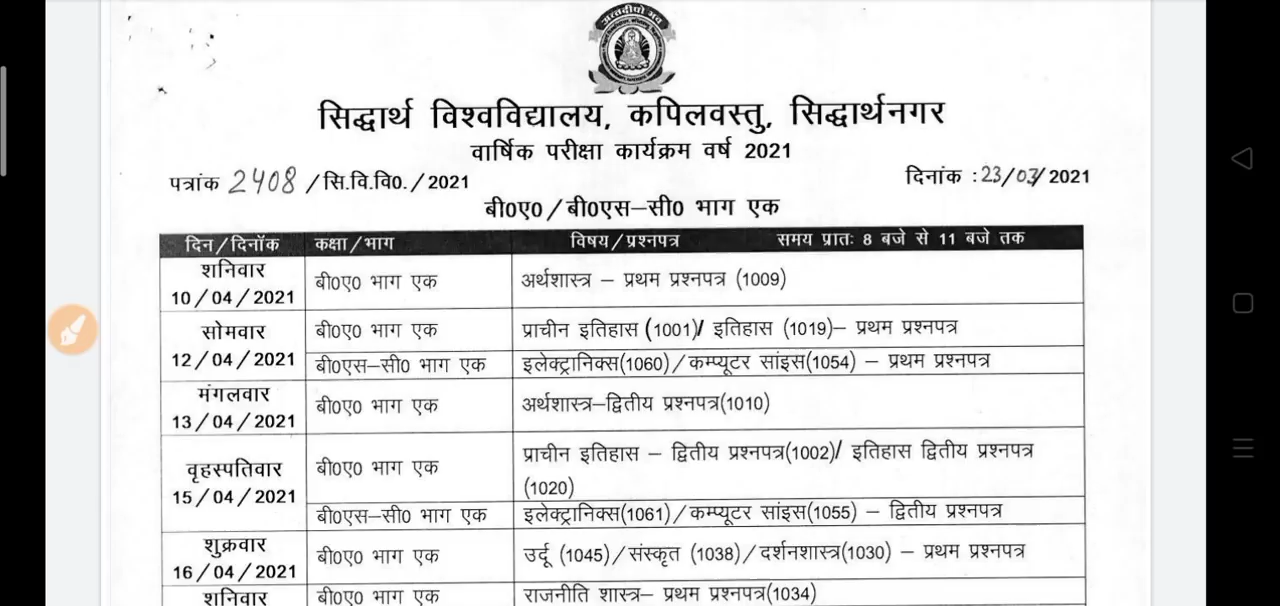 सिद्धार्थ विश्वविद्यालय, कपिलवस्तु, सिद्धार्थनगर
वार्षिक परीक्षा कार्यक्रम वर्ष 2021
पत्रांक 2408 /सि.वि.वि0./2021 दिनांक :23/03/2021
बी0ए0/बी0एस–सी0 भाग एक
दिन/दिनॉक कक्षा/भाग विषय/प्रश्नपत्र समय प्रातः 8 बजे से 11 बजे तक
शनिवार
10/04/2021 बी0ए0 भाग एक अर्थशास्त्र – प्रथम प्रश्नपत्र (1009)
सोमवार
12/04/2021 बी0ए0 भाग एक प्राचीन इतिहास (1001)/ इतिहास (1019)– प्रथम प्रश्नपत्र
बी0एस–सी0 भाग एक इलेक्ट्रानिक्स(1060)/कम्प्यूटर सांइस(1054) – प्रथम प्रश्नपत्र
मंगलवार
13/04/2021 बी0ए0 भाग एक अर्थशास्त्र–द्वितीय प्रश्नपत्र(1010)
वृहस्पतिवार
15/04/2021 बी0ए0 भाग एक प्राचीन इतिहास – द्वितीय प्रश्नपत्र(1002)/ इतिहास द्वितीय प्रश्नपत्र
(1020)
बी0एस–सी0 भाग एक इलेक्ट्रानिक्स(1061)/कम्प्यूटर सांइस(1055) – द्वितीय प्रश्नपत्र
शुक्रवार
16/04/2021 बी0ए0 भाग एक उर्दू (1045)/संस्कृत (1038)/दर्शनशास्त्र(1030) – प्रथम प्रश्नपत्र
शनिवार बी0ए0 भाग एक राजनीति शास्त्र– प्रथम प्रश्नपत्र(1034)